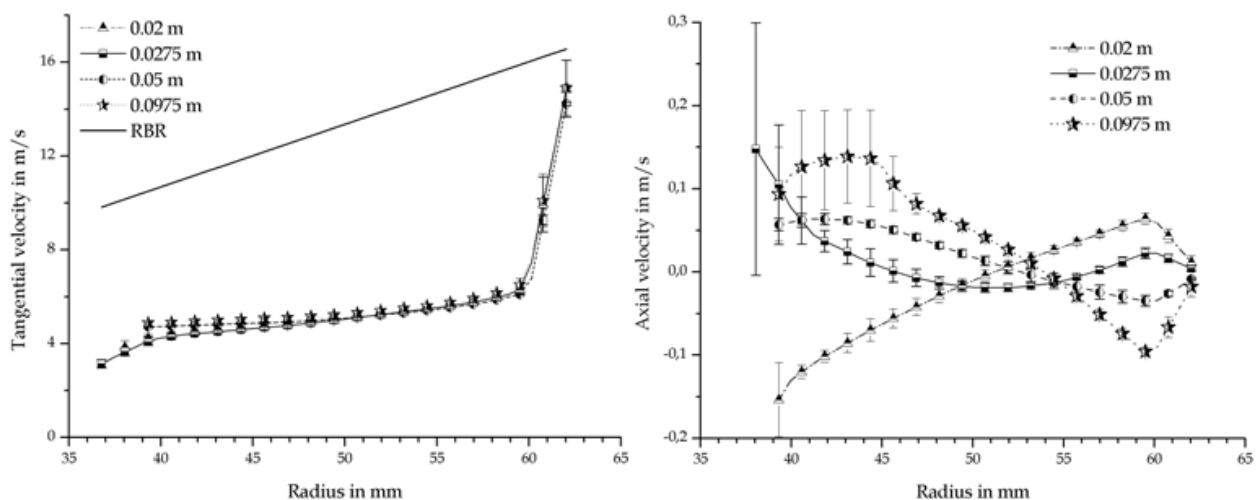 0.02 m
0.0275 m
0.05 m
0.0975 m
RBR
16
12
8
4
0
Tangential velocity in m/s
35 40 45 50 55 60 65
Radius in mm
0,3
0,2
0,1
0,0
-0,1
-0,2
Axial velocity in m/s
0.02 m
0.0275 m
0.05 m
0.0975 m
35 40 45 50 55 60 65
Radius in mm